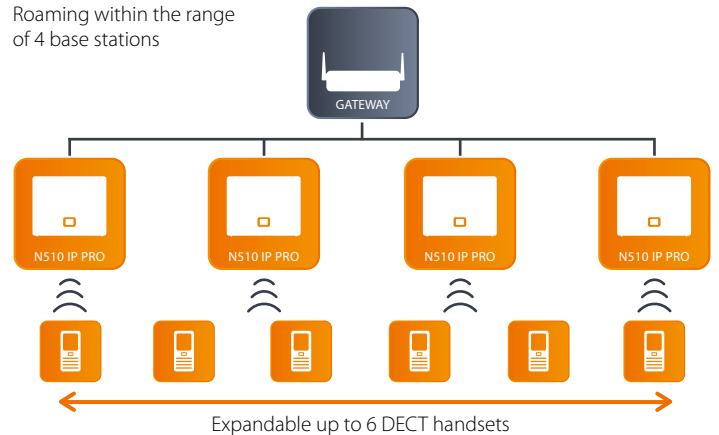 Roaming within the range
of 4 base stations
GATEWAY
N510 IP PRO
N510 IP PRO
N510 IP PRO
N510 IP PRO
Expandable up to 6 DECT handsets